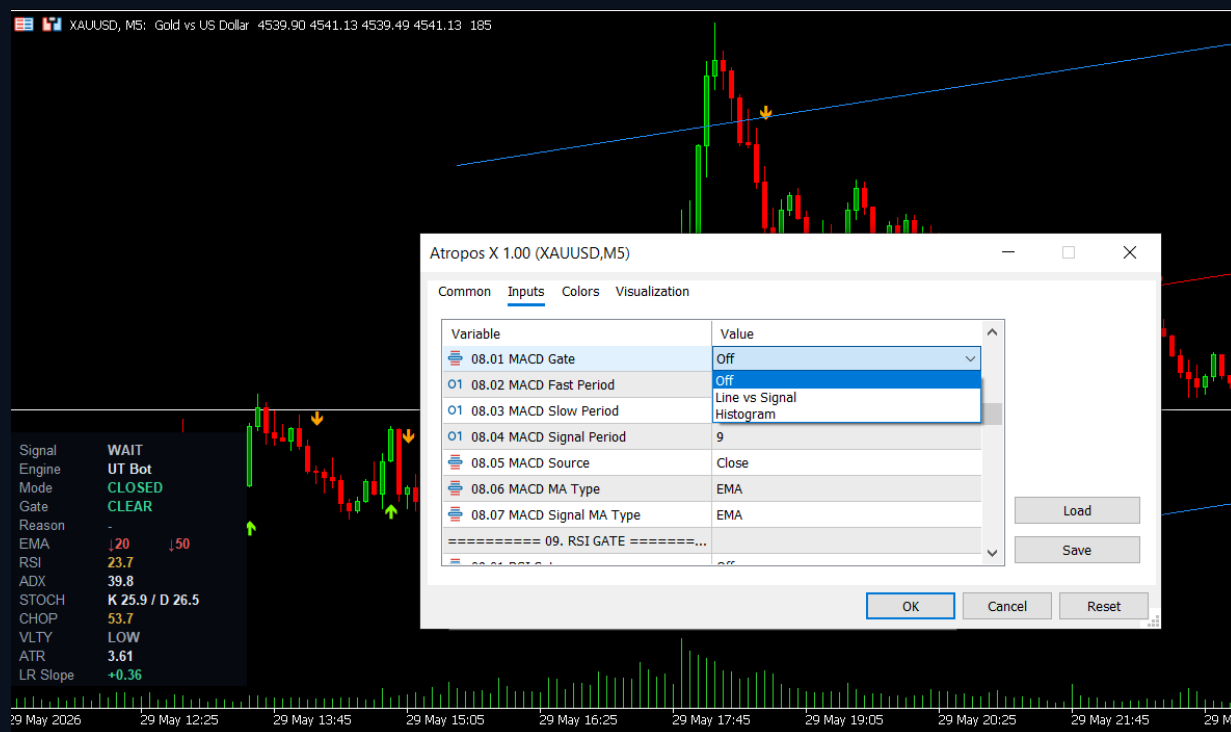 XAUUSD, M5: Gold vs US Dollar 4539.90 4541.13 4539.49 4541.13 185
Atropos X 1.00 (XAUUSD,M5)
Common Inputs Colors Visualization
Variable Value
08.01 MACD Gate Off
08.02 MACD Fast Period Off
08.03 MACD Slow Period Line vs Signal
Histogram
08.04 MACD Signal Period 9
08.05 MACD Source Close
08.06 MACD MA Type EMA
08.07 MACD Signal MA Type EMA
========== 09. RSI GATE =======...
Load
Save
OK Cancel Reset
Signal WAIT
Engine UT Bot
Mode CLOSED
Gate CLEAR
Reason -
EMA ↓20 ↓50
RSI 23.7
ADX 39.8
STOCH K 25.9 / D 26.5
CHOP 53.7
VLTY LOW
ATR 3.61
LR Slope +0.36
29 May 2026 29 May 12:25 29 May 13:45 29 May 15:05 29 May 16:25 29 May 17:45 29 May 19:05 29 May 20:25 29 May 21:45 29 M